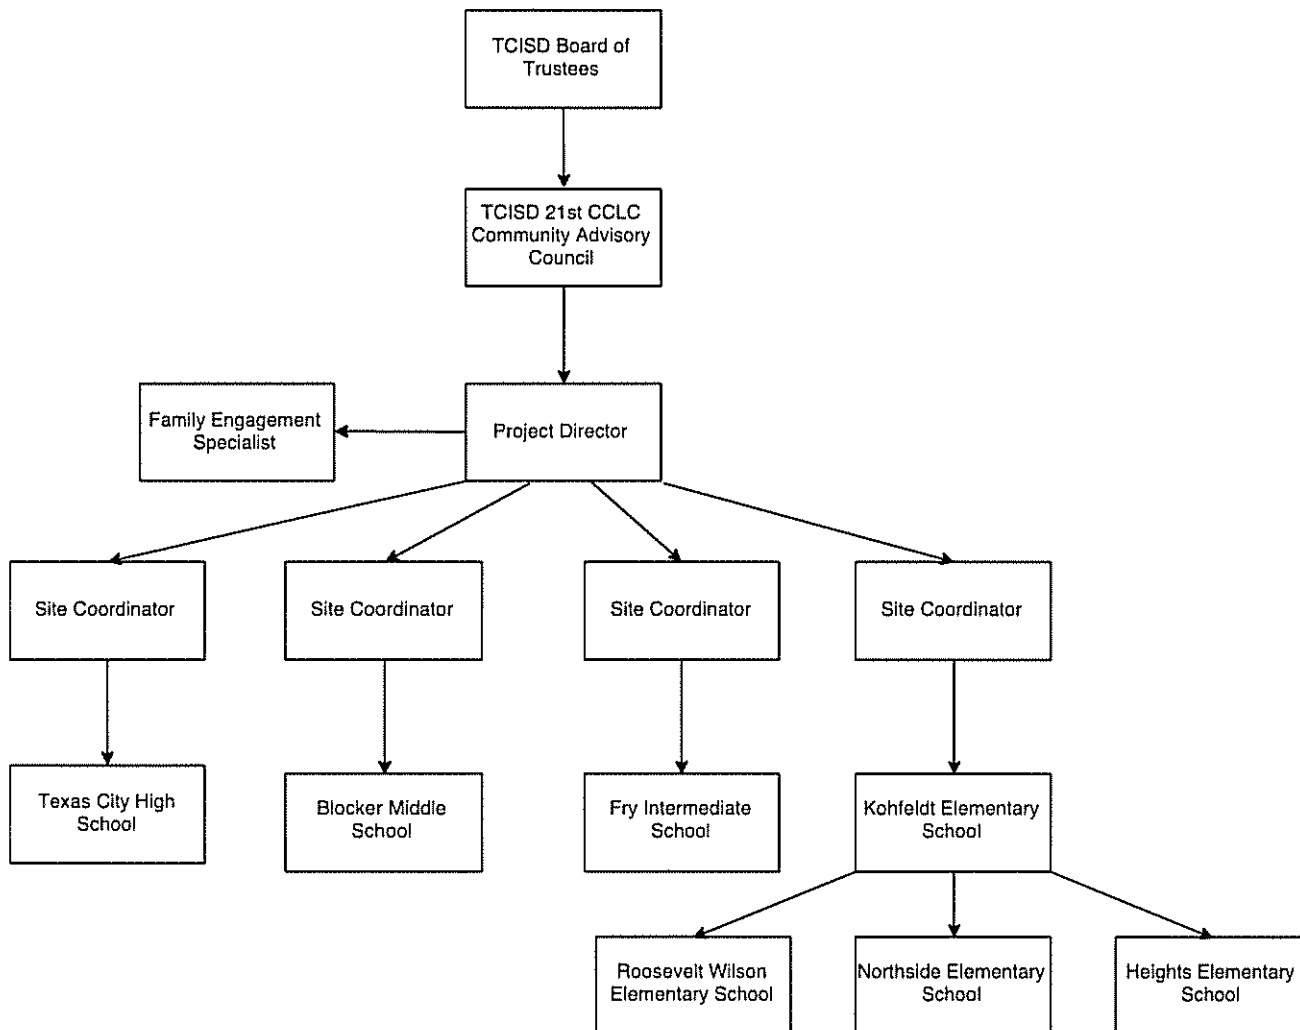 TCISD Board of
Trustees
TCISD 21st CCLC
Community Advisory
Council
Family Engagement
Specialist
Project Director
Site Coordinator
Site Coordinator
Site Coordinator
Site Coordinator
Texas City High
School
Blocker Middle
School
Fry Intermediate
School
Kohfeldt Elementary
School
Roosevelt Wilson
Elementary School
Northside Elementary
School
Heights Elementary
School